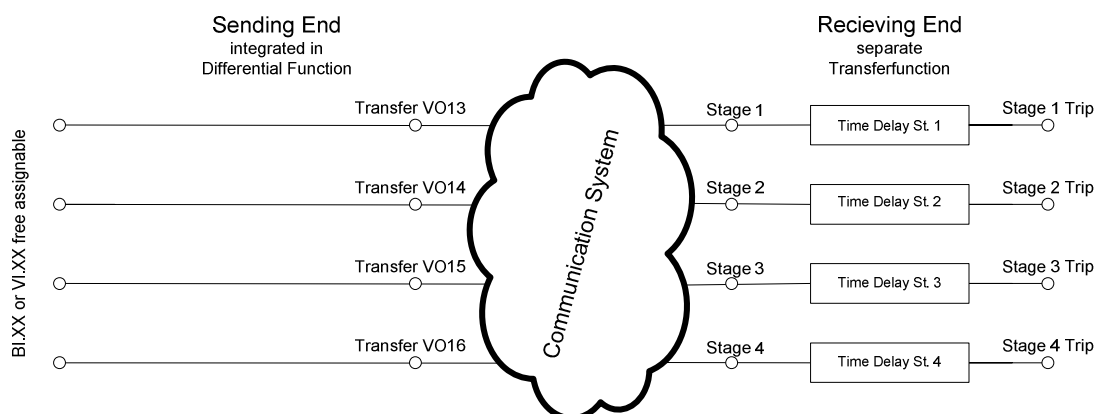 Sending End
integrated in
Differential Function
Recieving End
separate
Transferfunction
BI.XX or VI.XX free assignable
Transfer VO13
Stage 1
Time Delay St. 1
Stage 1 Trip
Transfer VO14
Stage 2
Time Delay St. 2
Stage 2 Trip
Transfer VO15
Stage 3
Time Delay St. 3
Stage 3 Trip
Transfer VO16
Stage 4
Time Delay St. 4
Stage 4 Trip
Communication System